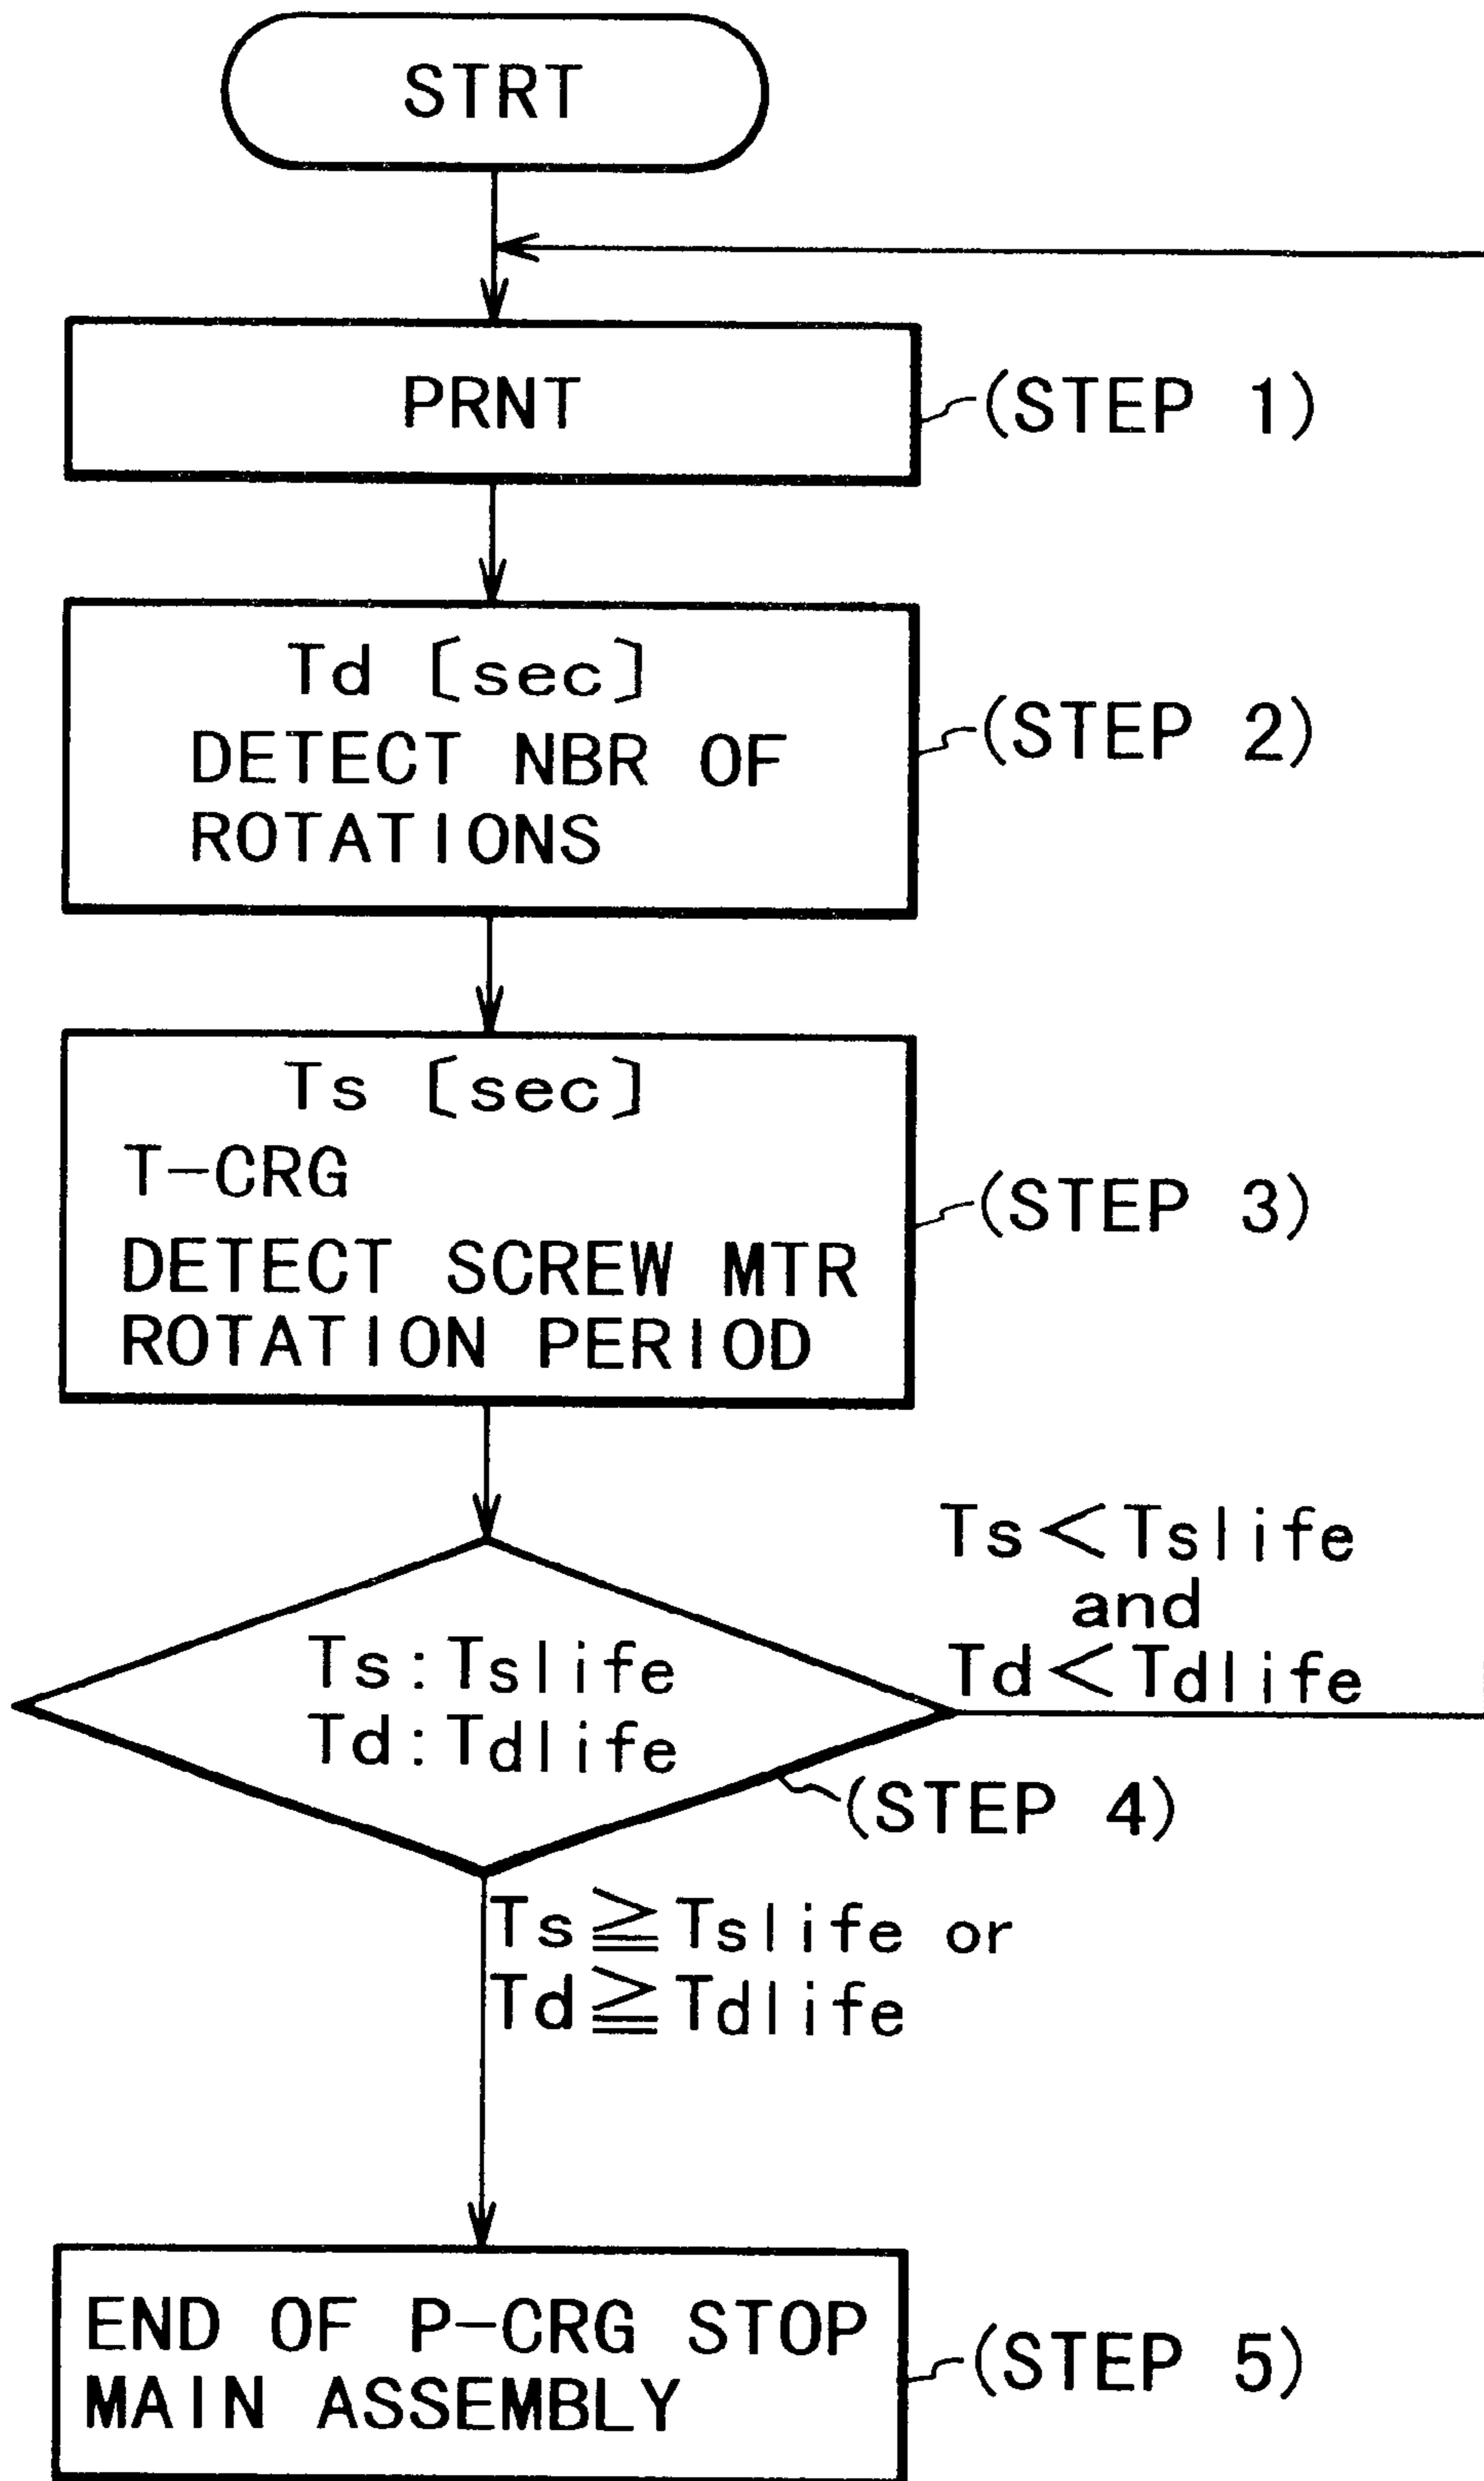 STRT
PRNT
(STEP 1)
Td [sec]
DETECT NBR OF
ROTATIONS
(STEP 2)
Ts [sec]
T-CRG
DETECT SCREW MTR
ROTATION PERIOD
(STEP 3)
Ts<Tslife
and
Td<Tdlife
Ts:Tslife
Td:Tdlife
(STEP 4)
Ts≧Tslife or
Td≧Tdlife
END OF P-CRG STOP
MAIN ASSEMBLY
(STEP 5)